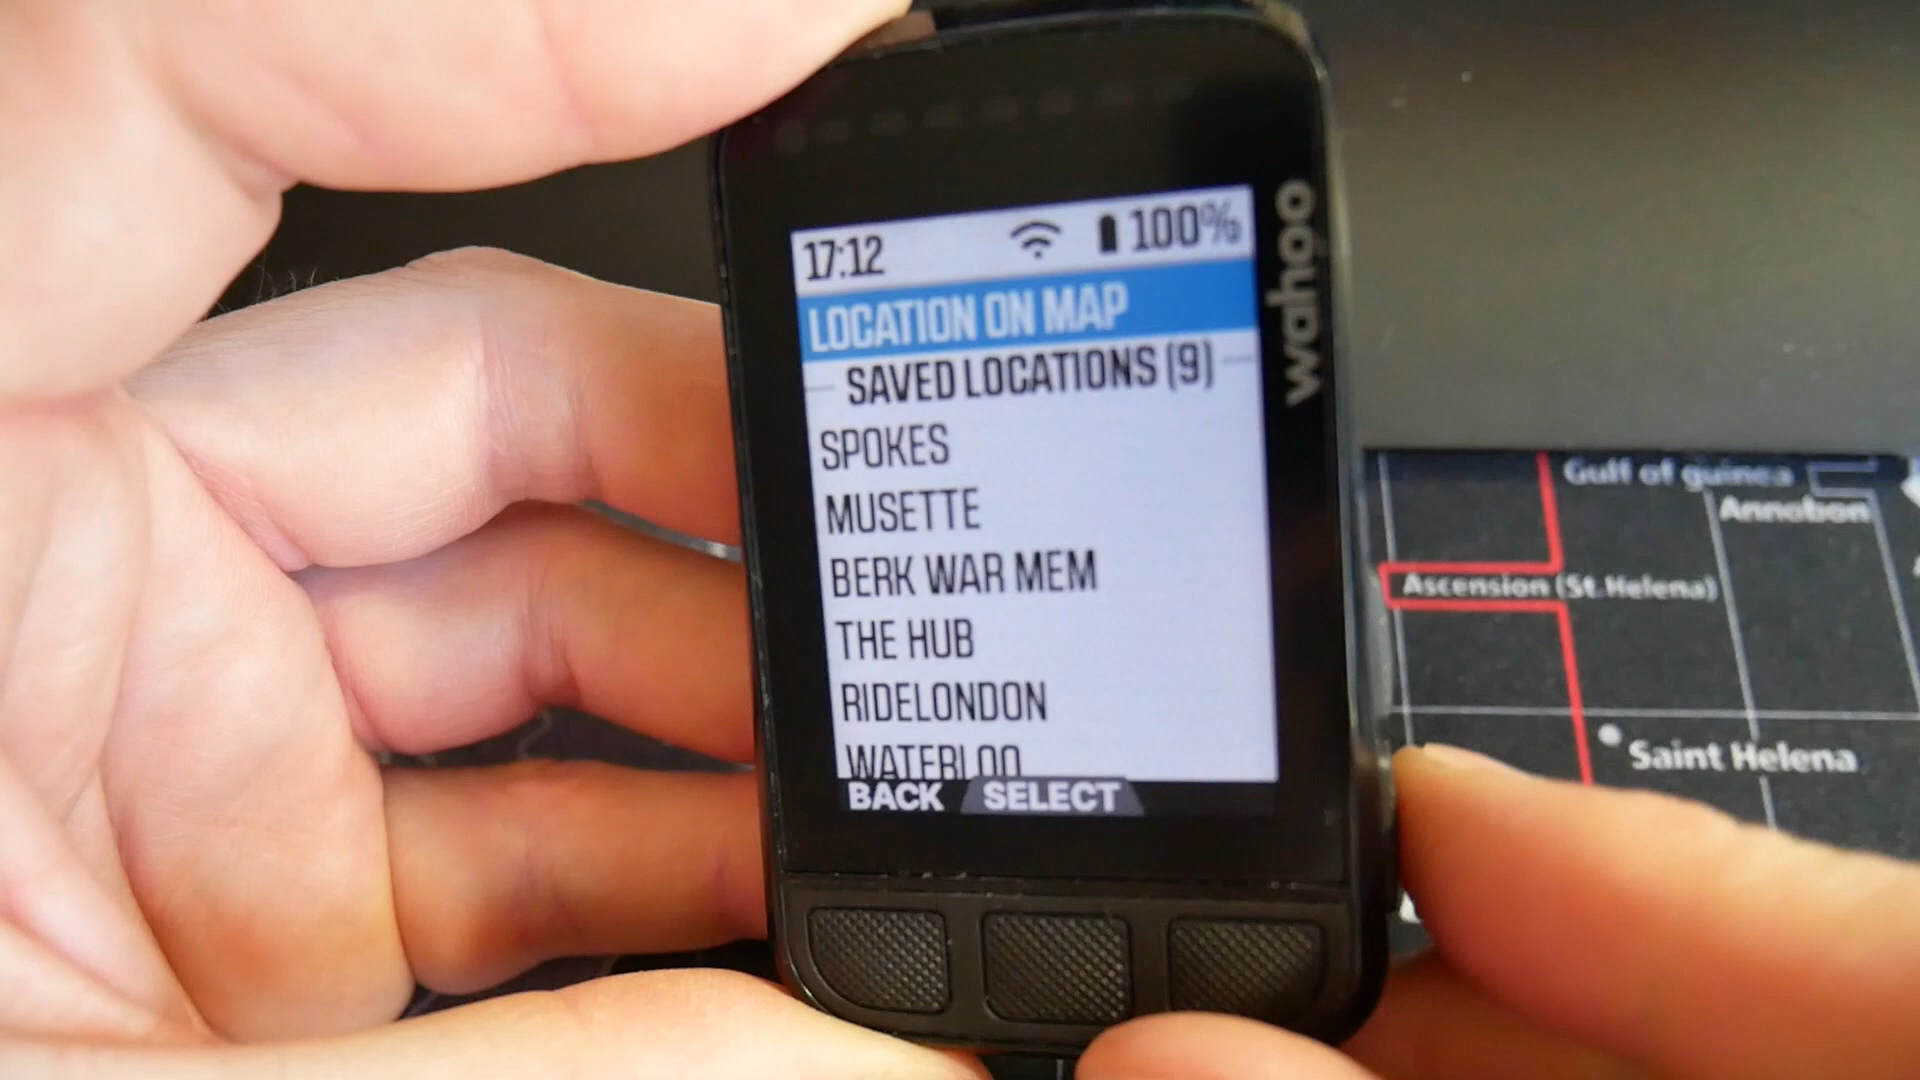 17:12 100%
LOCATION ON MAP
SAVED LOCATIONS (9)
SPOKES
MUSETTE
BERK WAR MEM
THE HUB
RIDELONDON
WATERLOO
BACK SELECT
wahoo
Gulf of guinea
Annobon
Ascension (St. Helena)
Saint Helena